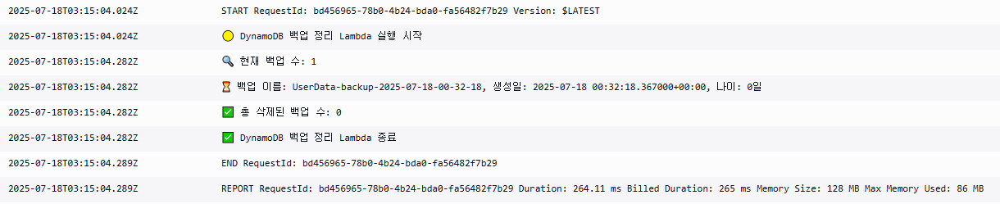 2025-07-18T03:15:04.024Z START RequestId: bd456965-78b0-4b24-bda0-fa56482f7b29 Version: $LATEST
2025-07-18T03:15:04.024Z 🟡 DynamoDB 백업 정리 Lambda 실행 시작
2025-07-18T03:15:04.282Z 🔍 현재 백업 수: 1
2025-07-18T03:15:04.282Z ⏳ 백업 이름: UserData-backup-2025-07-18-00-32-18, 생성일: 2025-07-18 00:32:18.367000+00:00, 나이: 0일
2025-07-18T03:15:04.282Z ✅ 총 삭제된 백업 수: 0
2025-07-18T03:15:04.282Z ✅ DynamoDB 백업 정리 Lambda 종료
2025-07-18T03:15:04.289Z END RequestId: bd456965-78b0-4b24-bda0-fa56482f7b29
2025-07-18T03:15:04.289Z REPORT RequestId: bd456965-78b0-4b24-bda0-fa56482f7b29 Duration: 264.11 ms Billed Duration: 265 ms Memory Size: 128 MB Max Memory Used: 86 MB